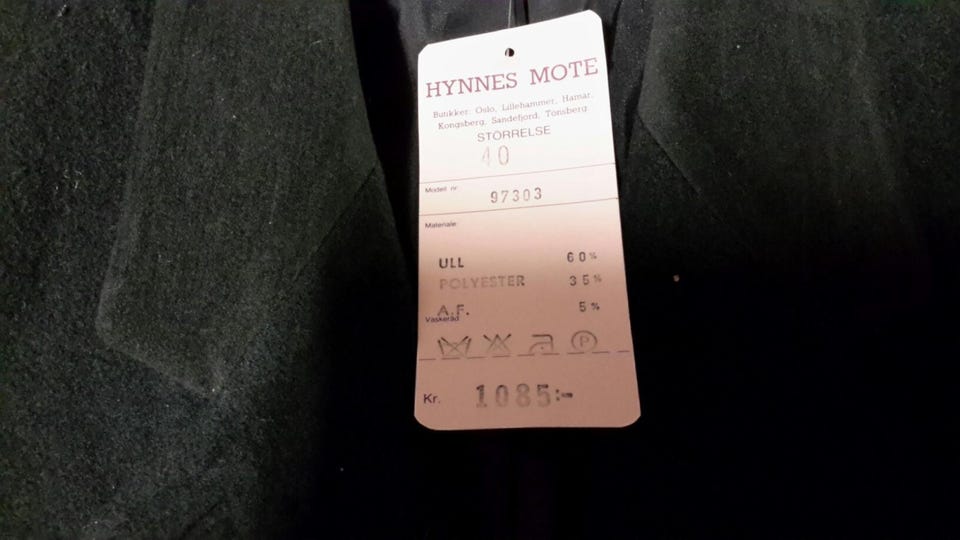 HYNNES MOTE
Butikker: Oslo, Lillehammer, Hamar,
Kongsberg, Sandefjord, Tønsberg
STÖRRELSE
40
Modell nr 97303
Materiale:
ULL 60%
POLYESTER 35%
A.F. 5%
Vaskeråd
P
Kr. 1085:-